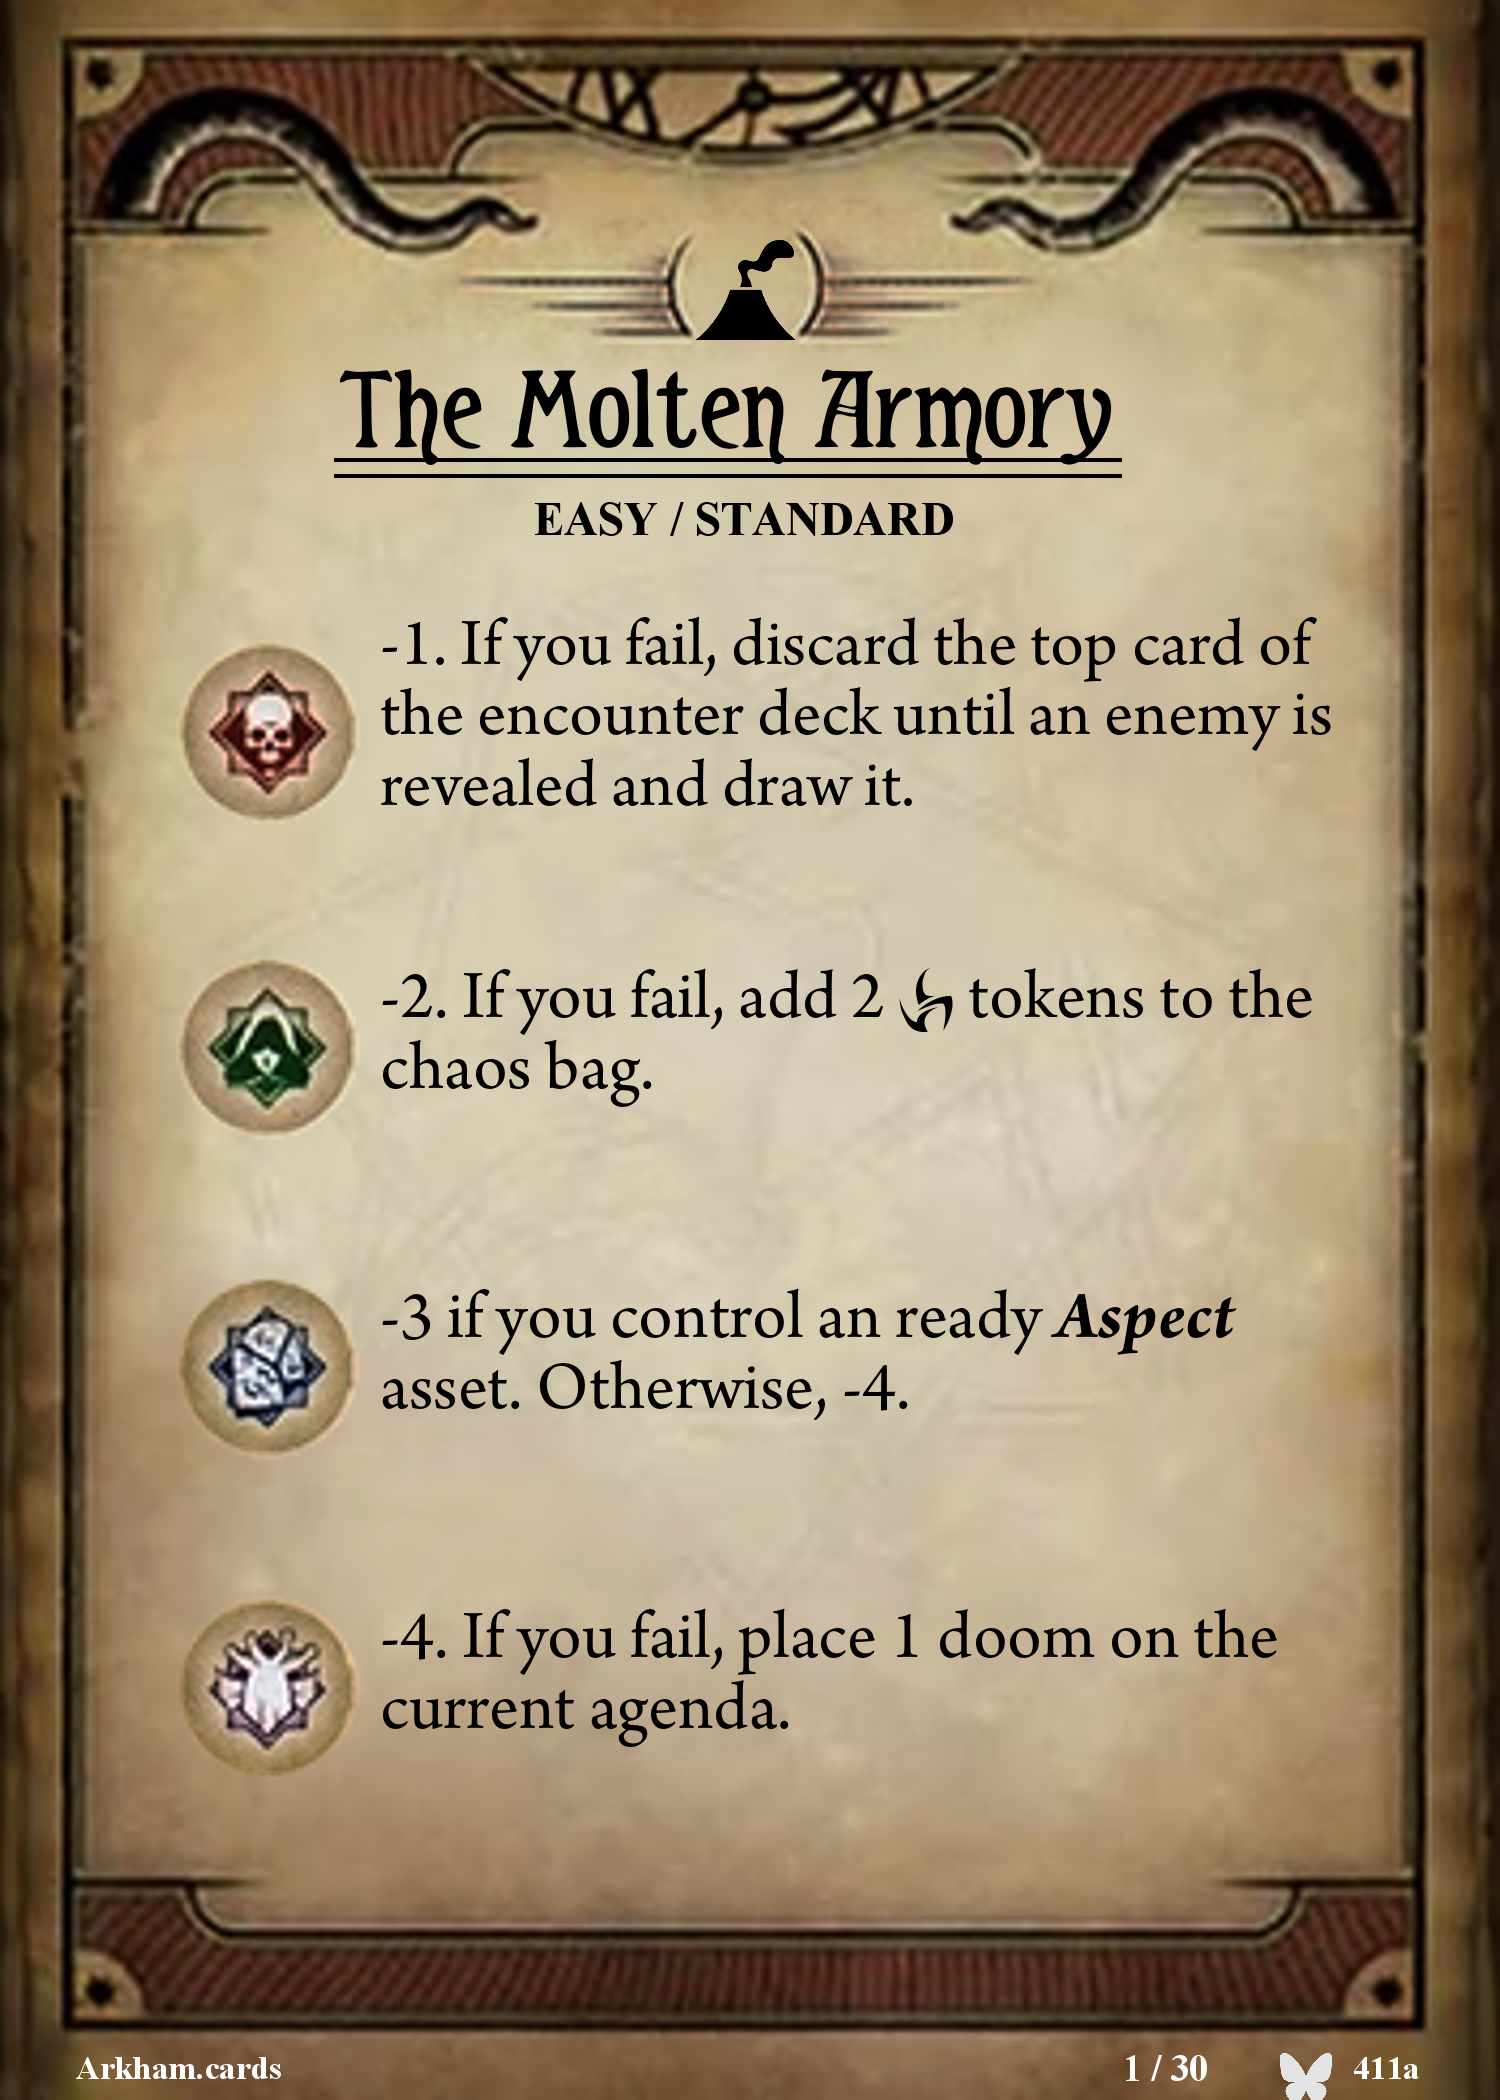 The Molten Armory
EASY / STANDARD
-1. If you fail, discard the top card of
the encounter deck until an enemy is
revealed and draw it.
-2. If you fail, add 2 tokens to the
chaos bag.
-3 if you control an ready Aspect
asset. Otherwise, -4.
-4. If you fail, place 1 doom on the
current agenda.
Arkham.cards
1 / 30
411a